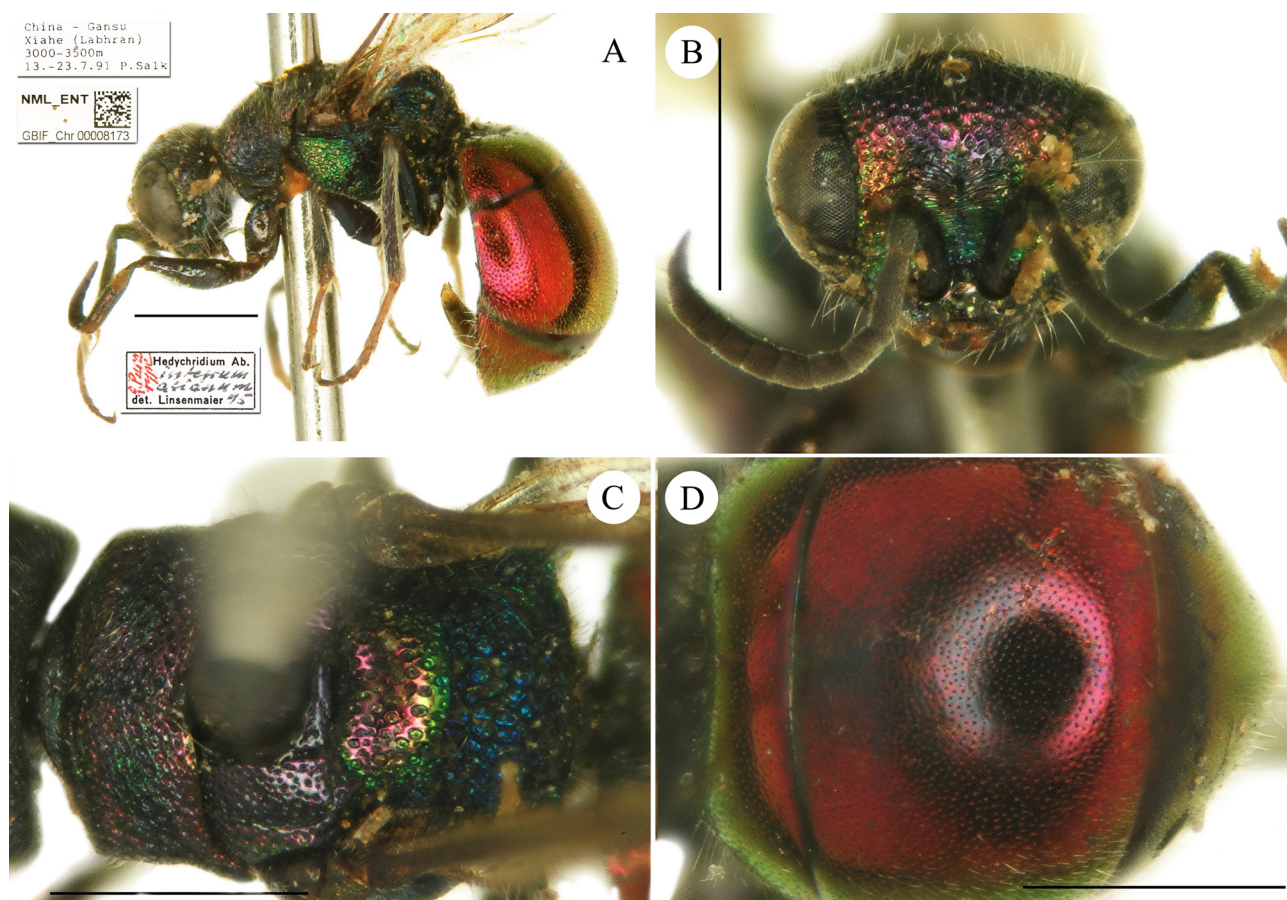 China - Gansu
Xiahe (Labhran)
3000-3500m
13.-23.7.91 P.Salk
A
B
NML_ENT
GBIF_Chr 00008173
Hedychridium Ab.
det. Linsenmaier
C
D